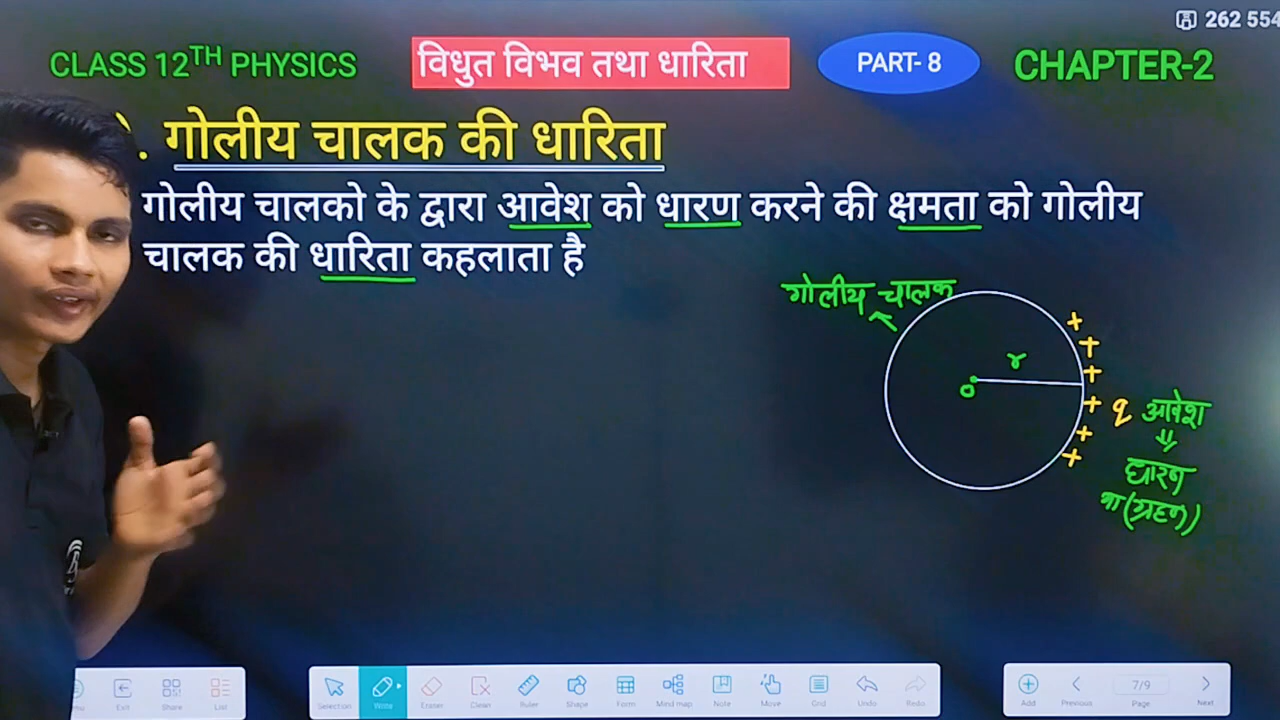 262 554
CLASS 12TH PHYSICS
विधुत विभव तथा धारिता
PART- 8
CHAPTER-2
. गोलीय चालक की धारिता
गोलीय चालको के द्वारा आवेश को धारण करने की क्षमता को गोलीय
चालक की धारिता कहलाता है
गोलीय चालक
r
o
+
+
+
+ q आवेश
+
+
धारण
या (ग्रहण)
Exit Share List
Selection Write Eraser Clean Ruler Shape Form Mind map Note Move Grid Undo Redo
7/9
Add Previous Page Next